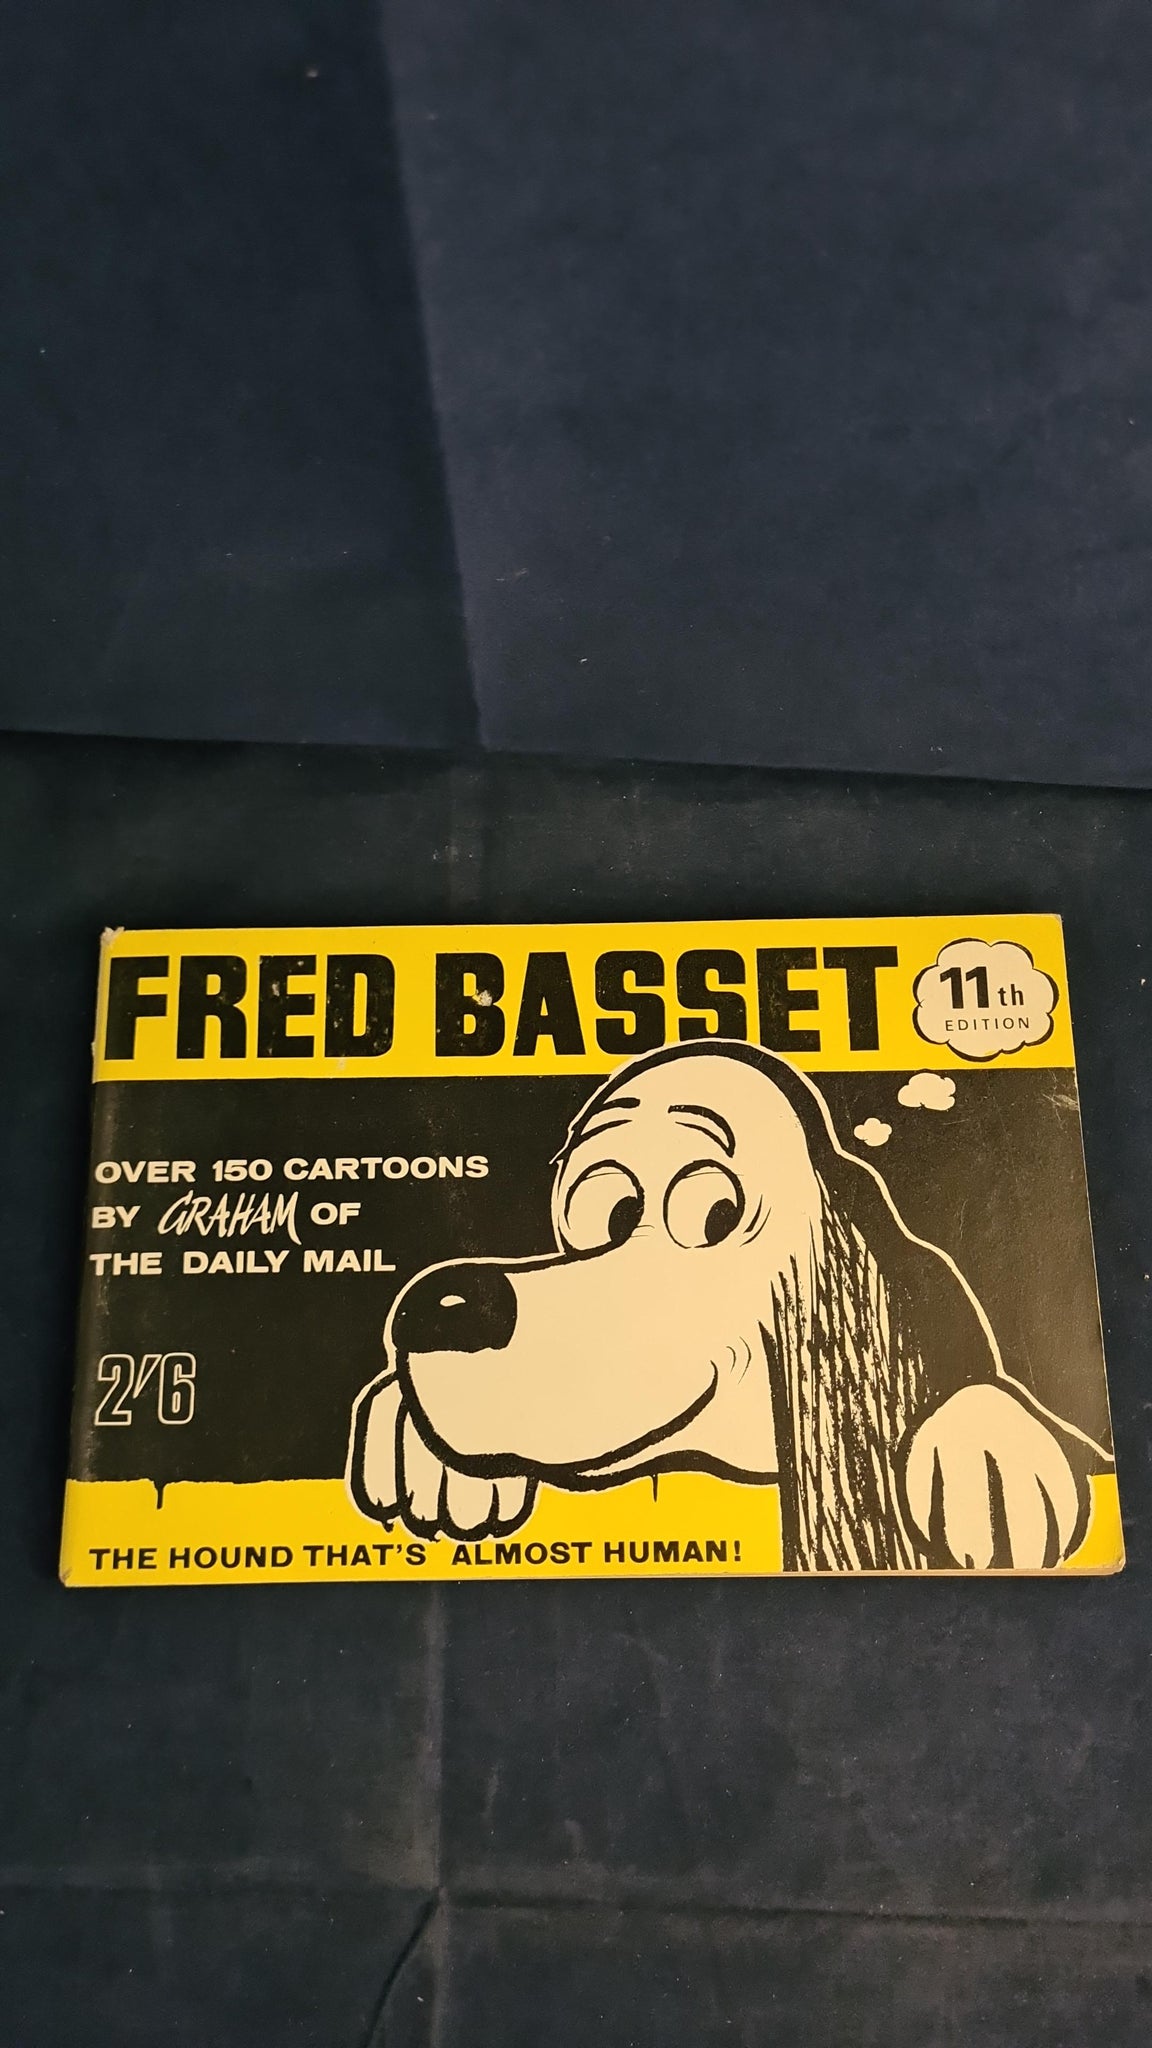 FRED BASSET
11th
EDITION
OVER 150 CARTOONS
BY GRAHAM OF
THE DAILY MAIL
2/6
THE HOUND THAT'S ALMOST HUMAN!